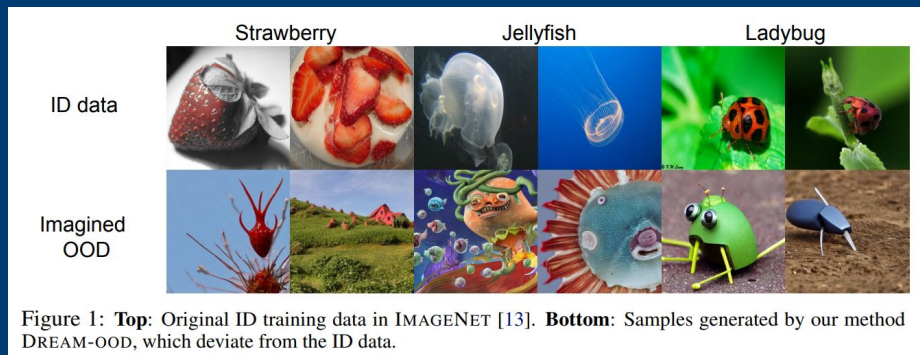 Strawberry Jellyfish Ladybug
ID data
Imagined
OOD
Figure 1: Top: Original ID training data in IMAGENET [13]. Bottom: Samples generated by our method
DREAM-OOD, which deviate from the ID data.